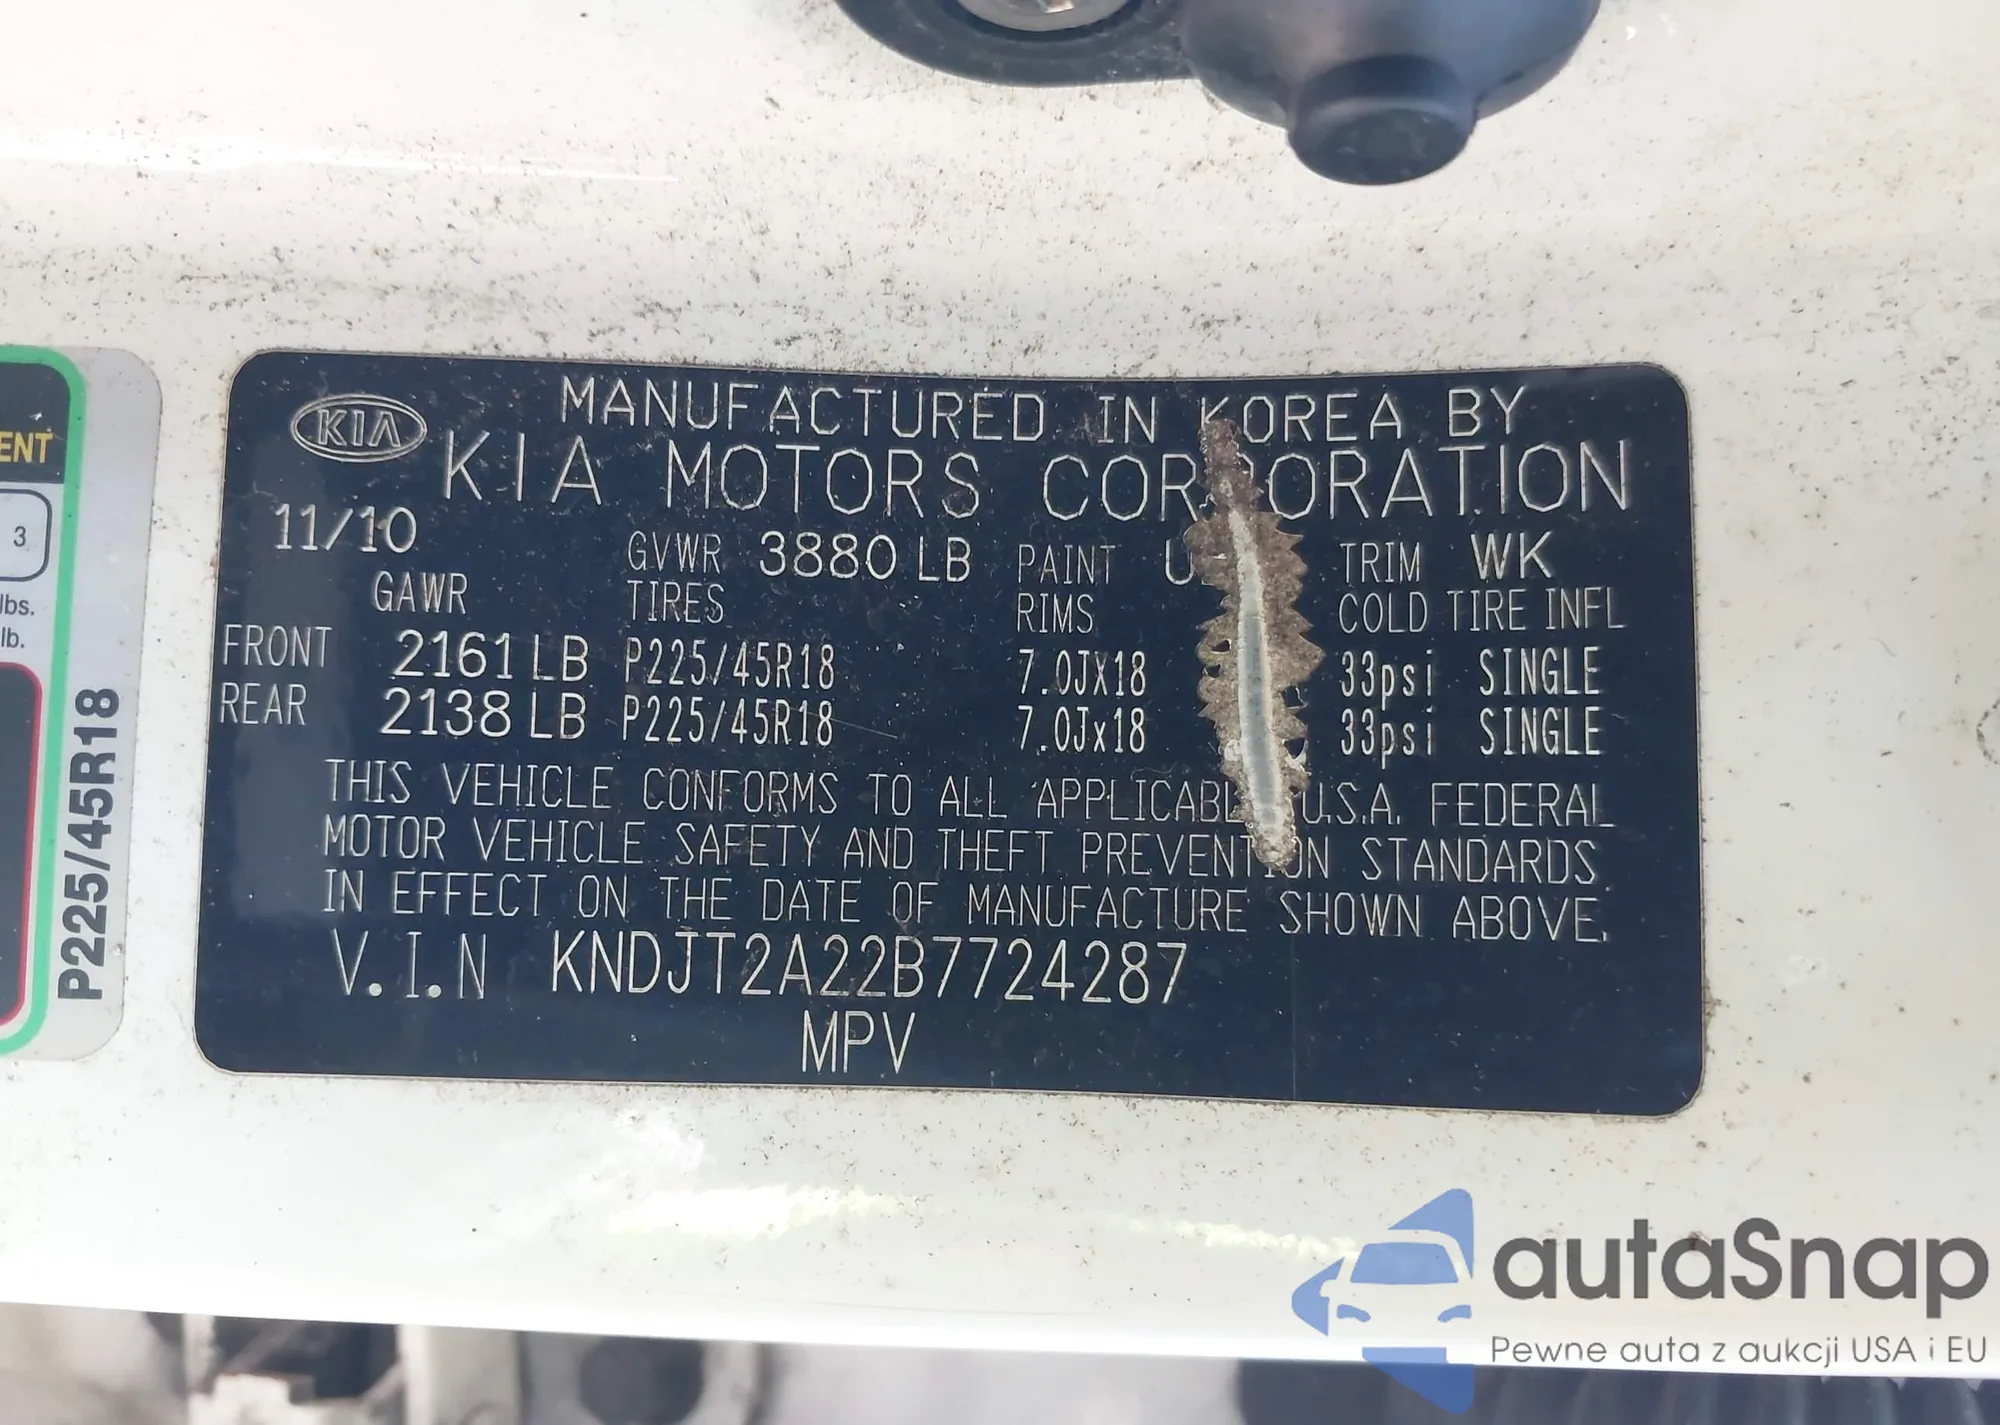 KIA
MANUFACTURED IN KOREA BY
KIA MOTORS CORPORATION
11/10 GVWR 3880 LB PAINT TRIM WK
GAWR TIRES RIMS COLD TIRE INFL
FRONT 2161 LB P225/45R18 7.0JX18 33psi SINGLE
REAR 2138 LB P225/45R18 7.0Jx18 33psi SINGLE
THIS VEHICLE CONFORMS TO ALL APPLICABLE U.S.A. FEDERAL
MOTOR VEHICLE SAFETY AND THEFT PREVENTION STANDARDS
IN EFFECT ON THE DATE OF MANUFACTURE SHOWN ABOVE.
V.I.N KNDJT2A22B7724287
MPV
3
lbs.
lb.
P225/45R18
autaSnap
Pewne auta z aukcji USA i EU